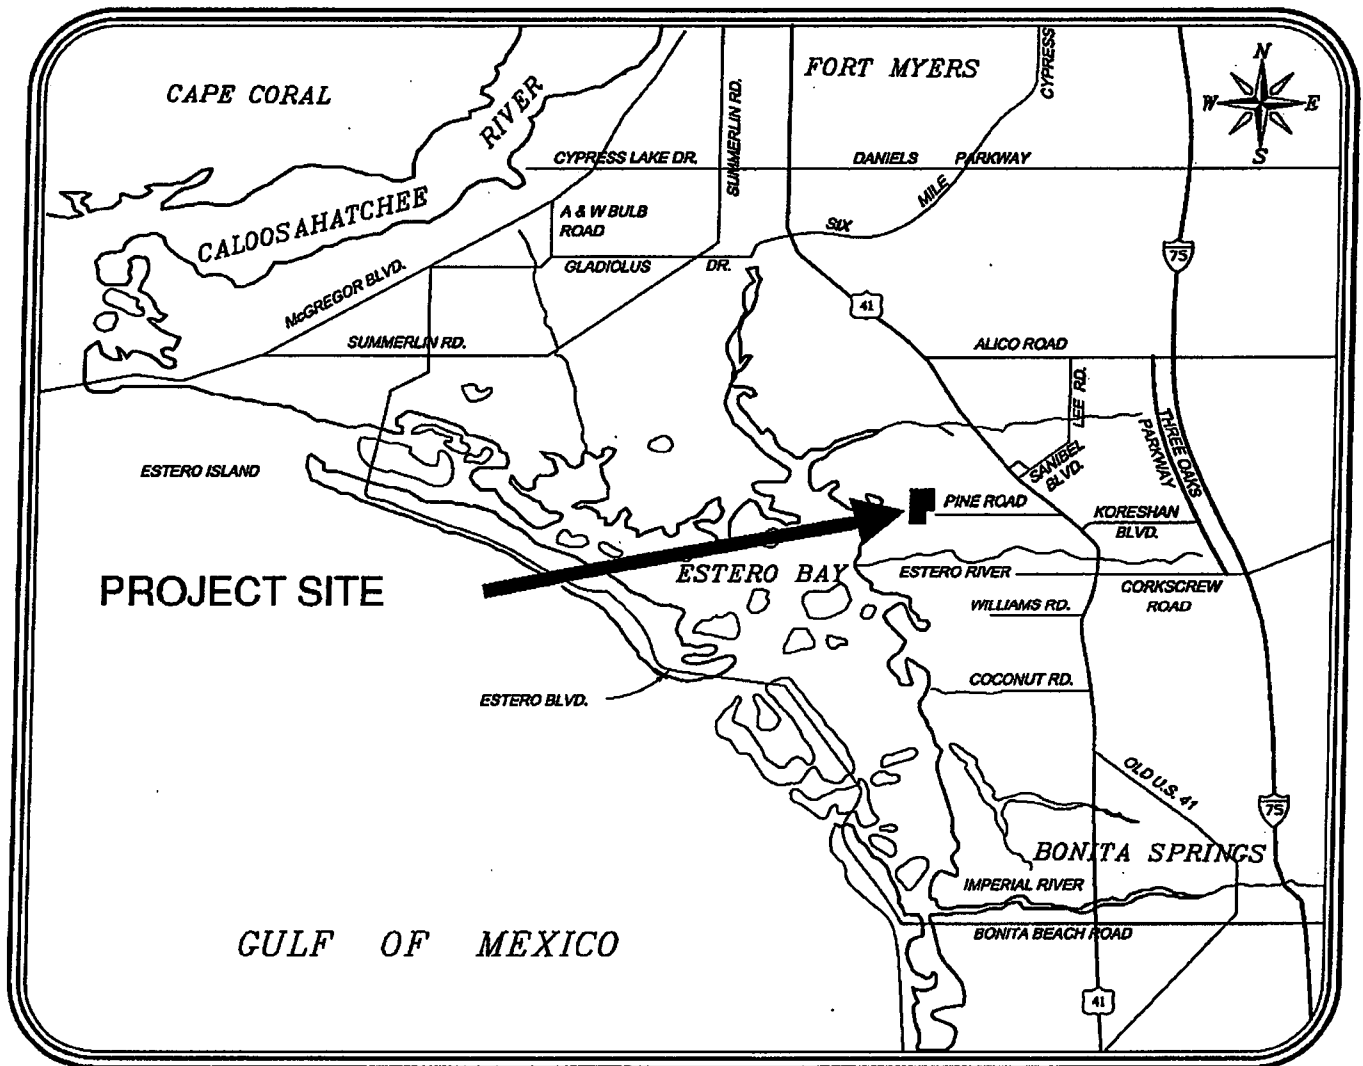 CAPE CORAL
RIVER
CALOOSAHATCHEE
FORT MYERS
CYPRESS
N
W E
S
CYPRESS LAKE DR.
SUMMERLIN RD.
DANIELS PARKWAY
A & W BULB
ROAD
SIX MILE
GLADIOLUS DR.
McGREGOR BLVD.
75
41
SUMMERLIN RD.
ALICO ROAD
LEE RD.
THREE OAKS
PARKWAY
SANIBEL
BLVD.
ESTERO ISLAND
PINE ROAD
KORESHAN
BLVD.
PROJECT SITE
ESTERO BAY
ESTERO RIVER
CORKSCREW
ROAD
WILLIAMS RD.
COCONUT RD.
ESTERO BLVD.
OLD U.S. 41
75
BONITA SPRINGS
IMPERIAL RIVER
BONITA BEACH ROAD
GULF OF MEXICO
41